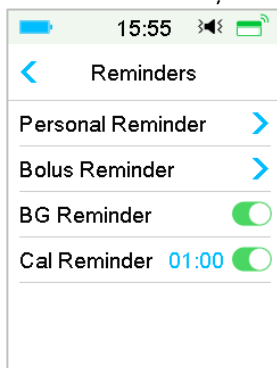 15:55
Reminders
Personal Reminder
Bolus Reminder
BG Reminder
Cal Reminder 01:00